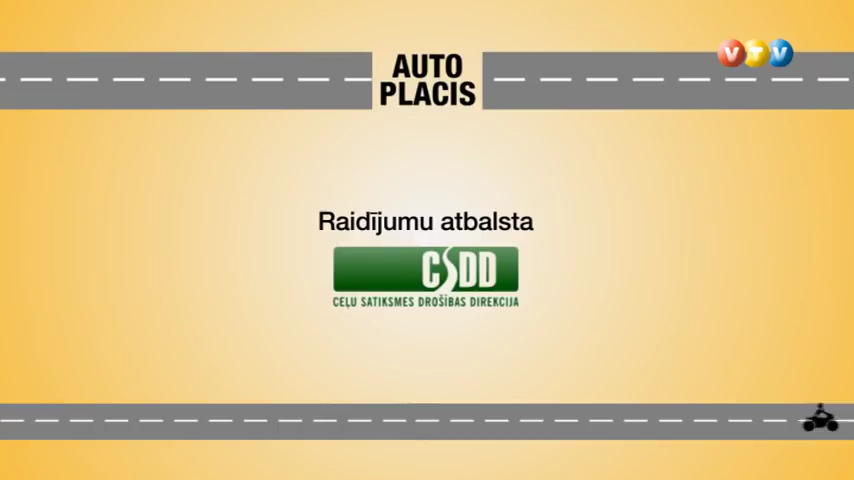 AUTO
PLACIS
VTV
Raidījumu atbalsta
CSDD
CEĻU SATIKSMES DROŠĪBAS DIREKCIJA